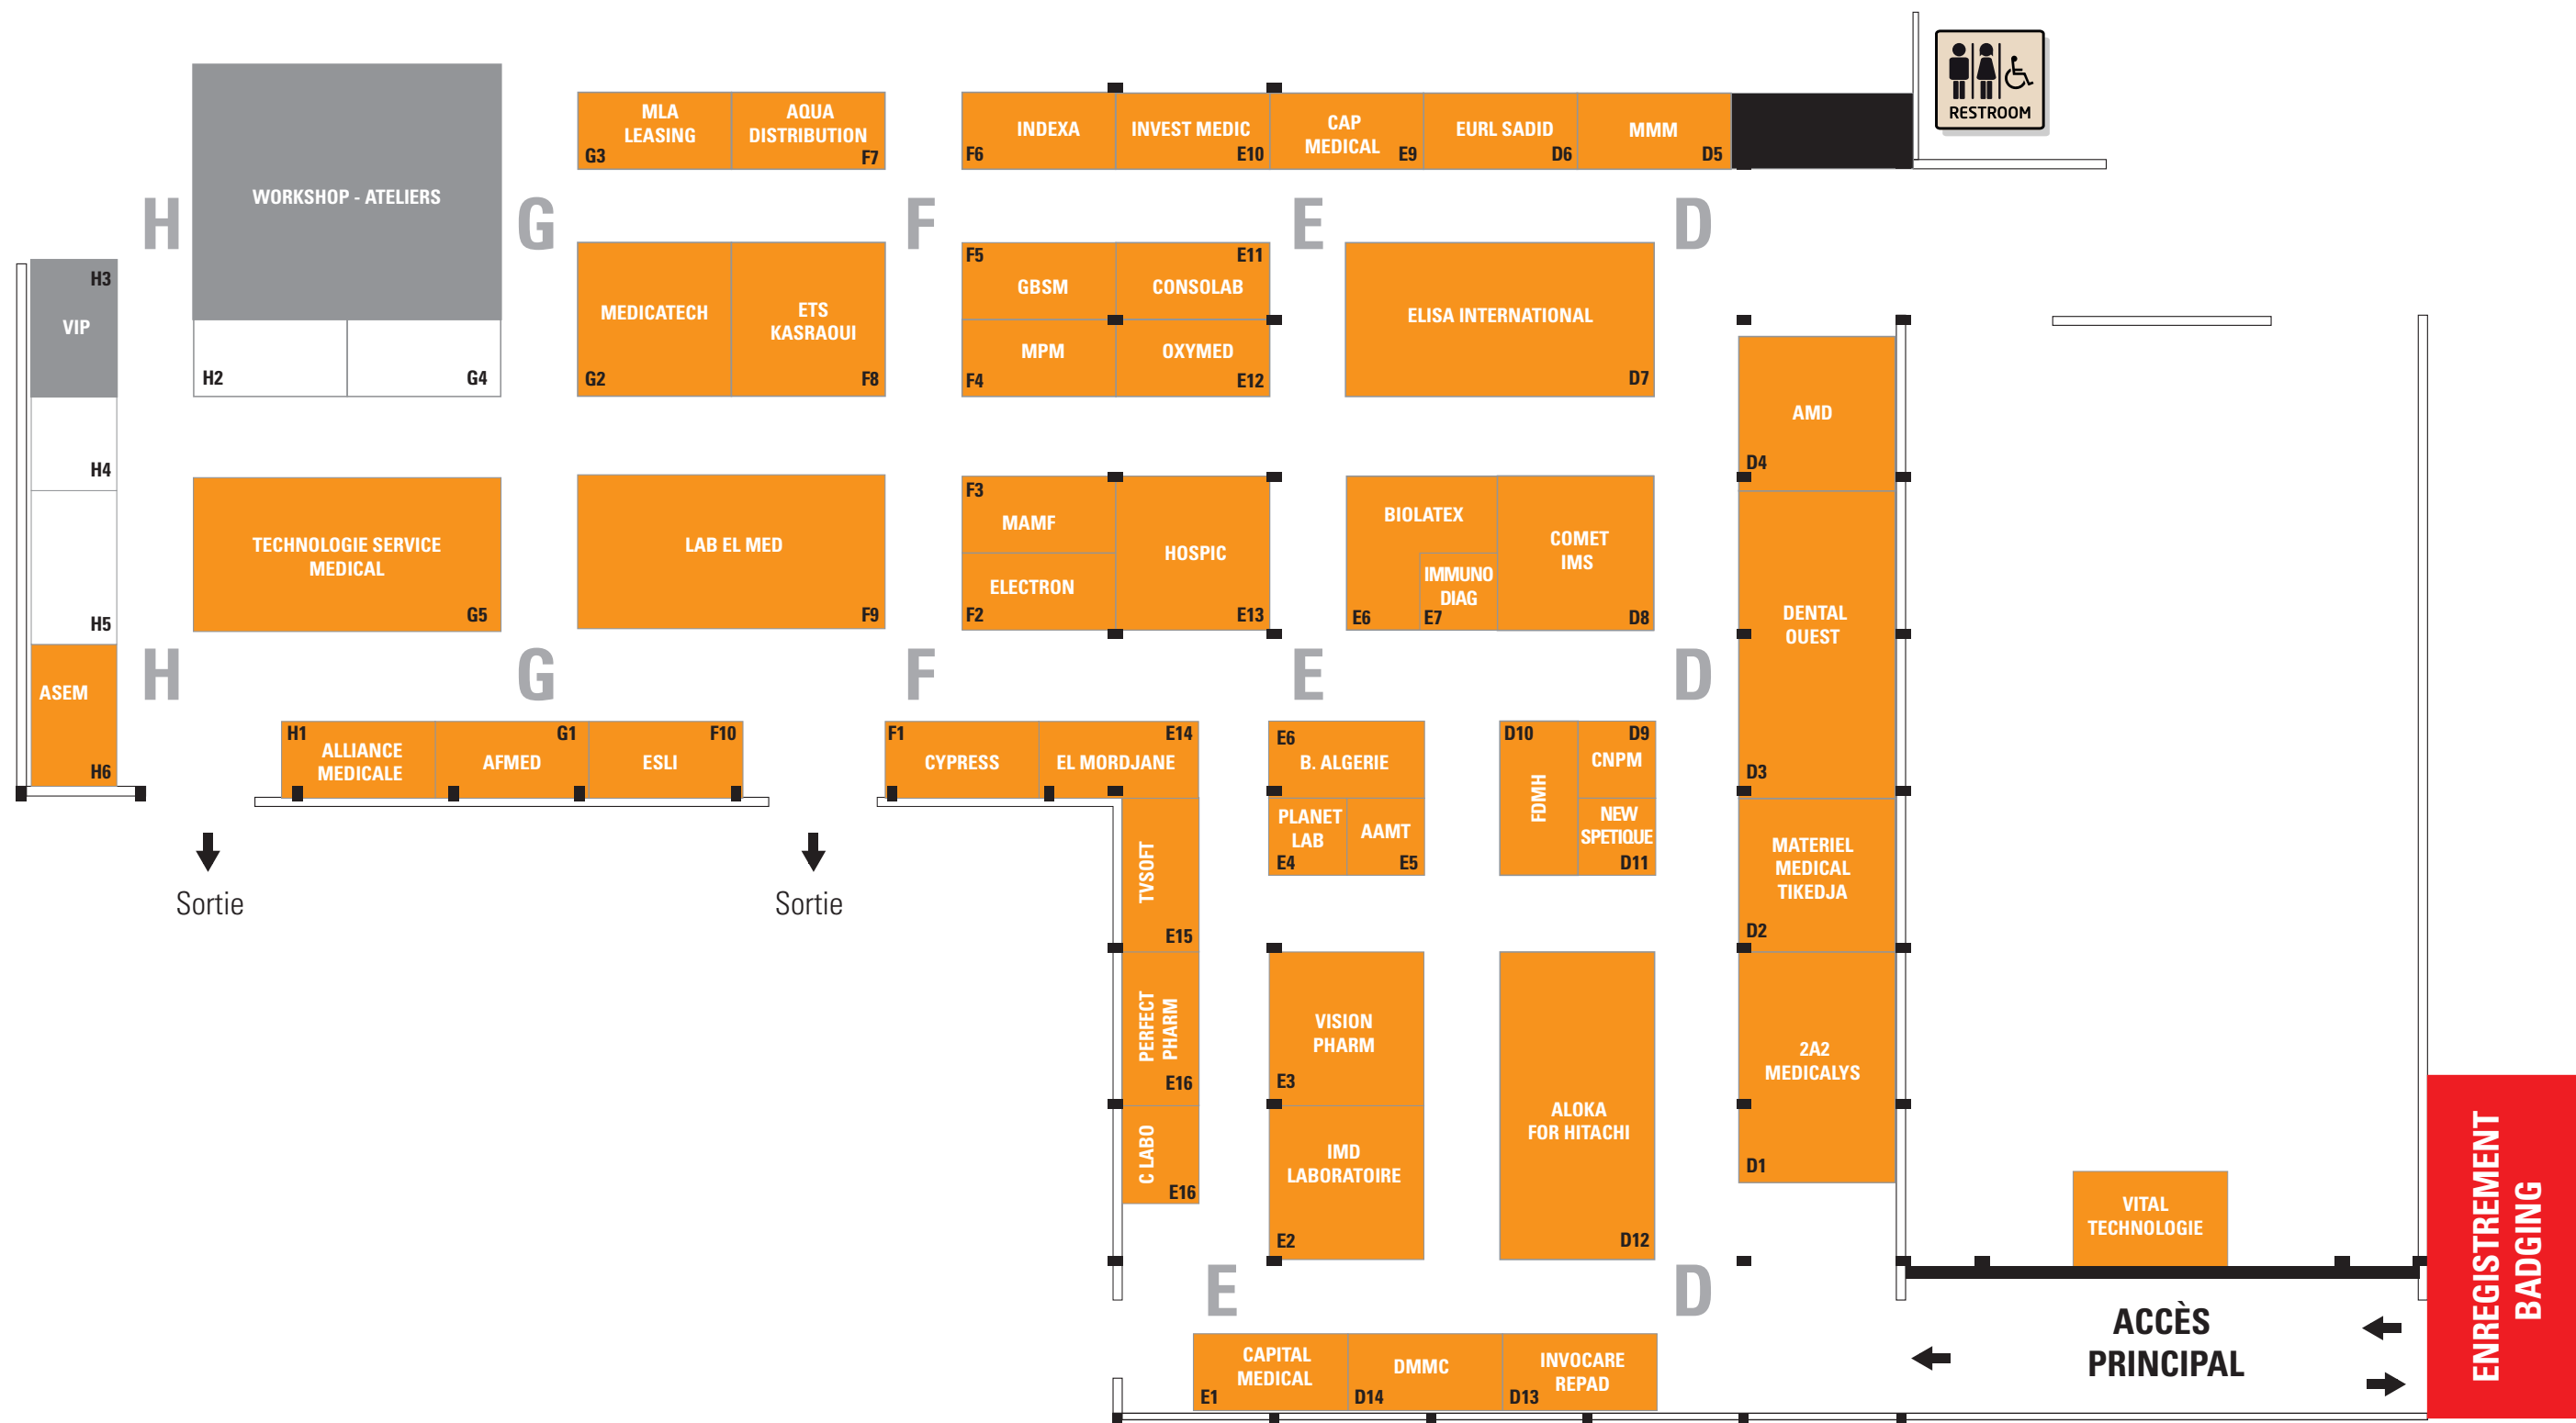 RESTROOM
MLA
LEASING
G3
AQUA
DISTRIBUTION
F7
INDEXA
F6
INVEST MEDIC
E10
CAP
MEDICAL
E9
EURL SADID
D6
MMM
D5
WORKSHOP - ATELIERS
H
G
F
E
D
H3
VIP
H2
G4
MEDICATECH
G2
ETS
KASRAOUI
F8
F5
GBSM
E11
CONSOLAB
MPM
F4
OXYMED
E12
ELISA INTERNATIONAL
D7
AMD
D4
H4
H5
TECHNOLOGIE SERVICE
MEDICAL
G5
LAB EL MED
F9
F3
MAMF
ELECTRON
F2
HOSPIC
E13
BIOLATEX
E6
IMMUNO
DIAG
E7
COMET
IMS
D8
DENTAL
OUEST
D3
ASEM
H6
H
G
F
E
D
H1
ALLIANCE
MEDICALE
G1
AFMED
F10
ESLI
F1
CYPRESS
E14
EL MORDJANE
E6
B. ALGERIE
PLANET
LAB
E4
AAMT
E5
D10
FDMH
D9
CNPM
NEW
SPETIQUE
D11
MATERIEL
MEDICAL
TIKEDJA
D2
Sortie
Sortie
TVSOFT
E15
PERFECT
PHARM
E16
C LABO
E16
VISION
PHARM
E3
IMD
LABORATOIRE
E2
ALOKA
FOR HITACHI
D12
2A2
MEDICALYS
D1
VITAL
TECHNOLOGIE
ENREGISTREMENT
BADGING
E
D
ACCÈS
PRINCIPAL
CAPITAL
MEDICAL
E1
DMMC
D14
INVOCARE
REPAD
D13